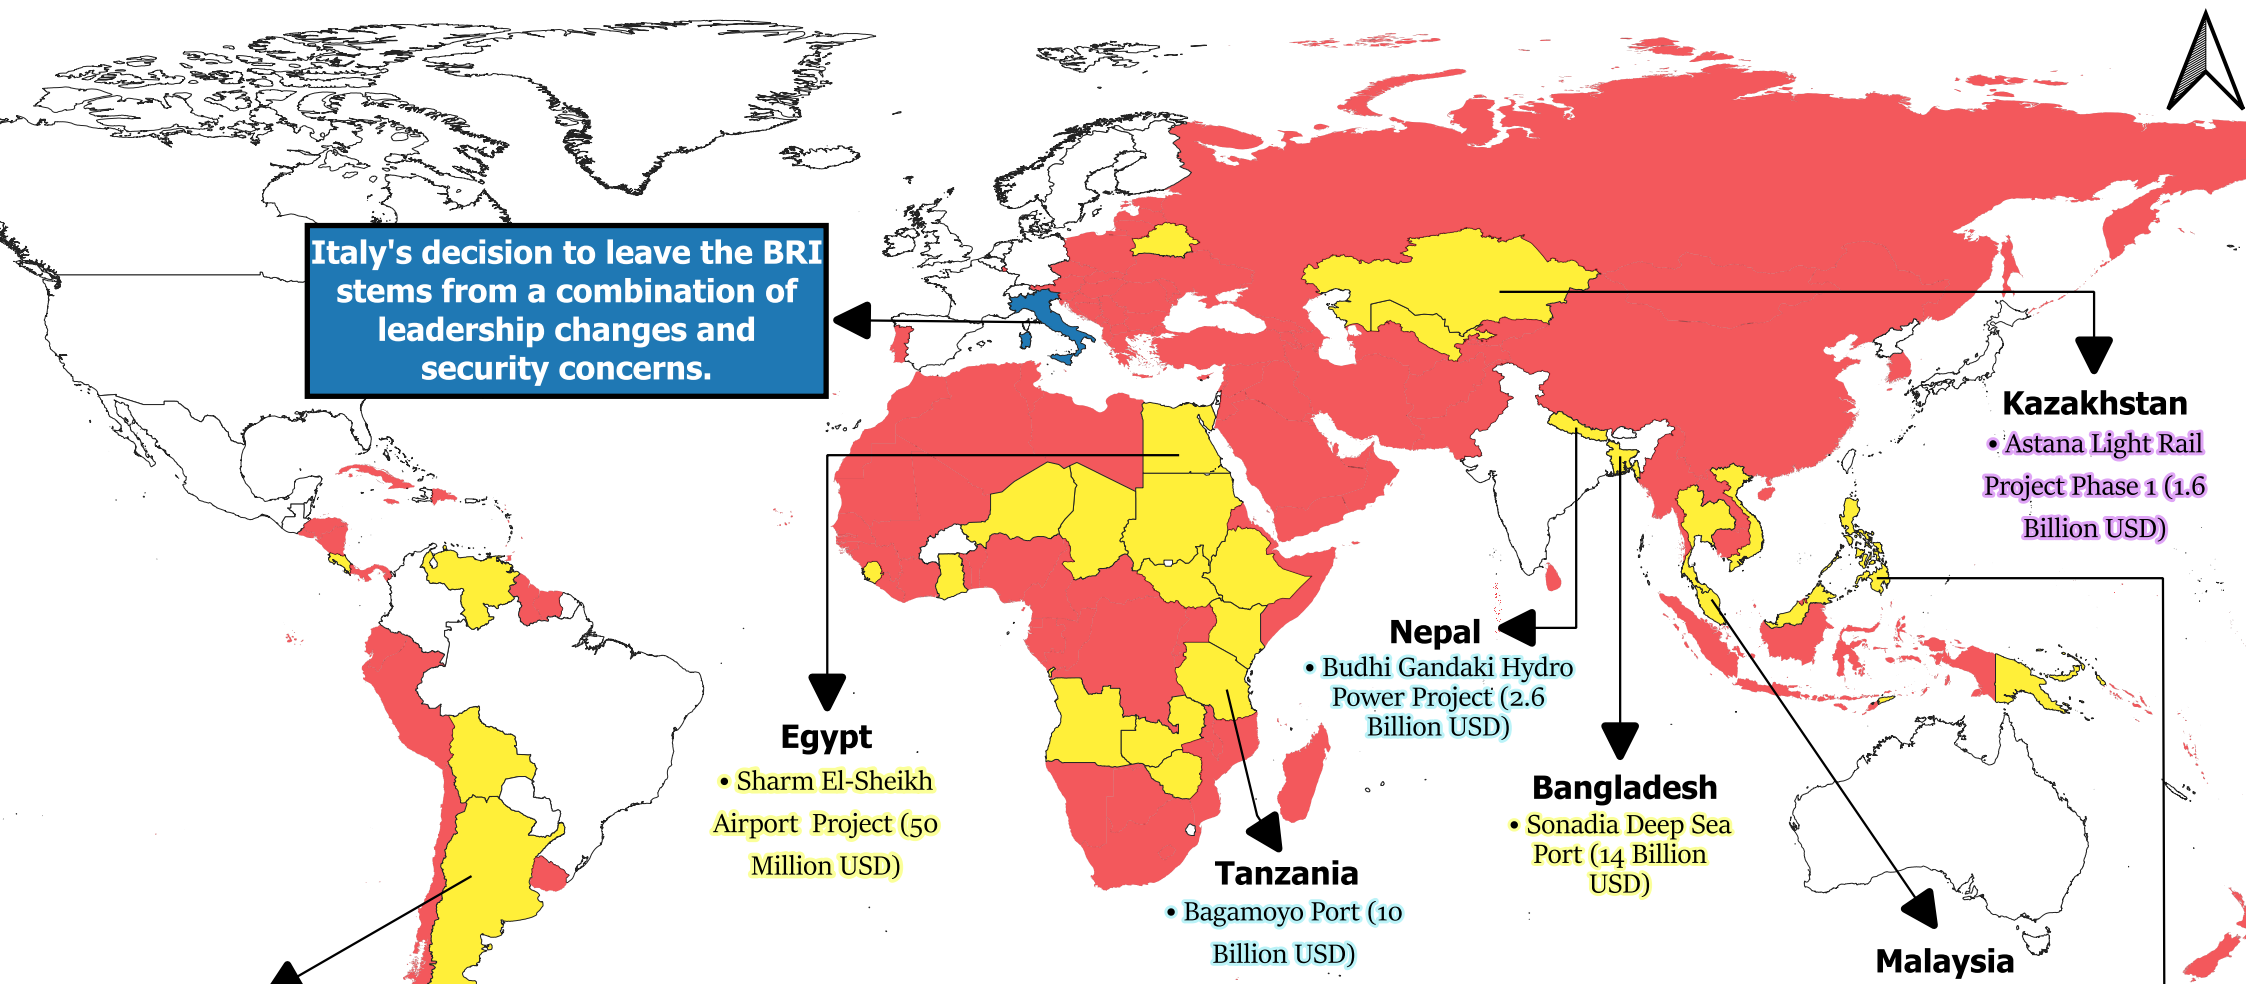 Italy's decision to leave the BRI
stems from a combination of
leadership changes and
security concerns.
Kazakhstan
• Astana Light Rail
Project Phase 1 (1.6
Billion USD)
Nepal
• Budhi Gandaki Hydro
Power Project (2.6
Billion USD)
Egypt
• Sharm El-Sheikh
Airport Project (50
Million USD)
Bangladesh
• Sonadia Deep Sea
Port (14 Billion
USD)
Tanzania
• Bagamoyo Port (10
Billion USD)
Malaysia